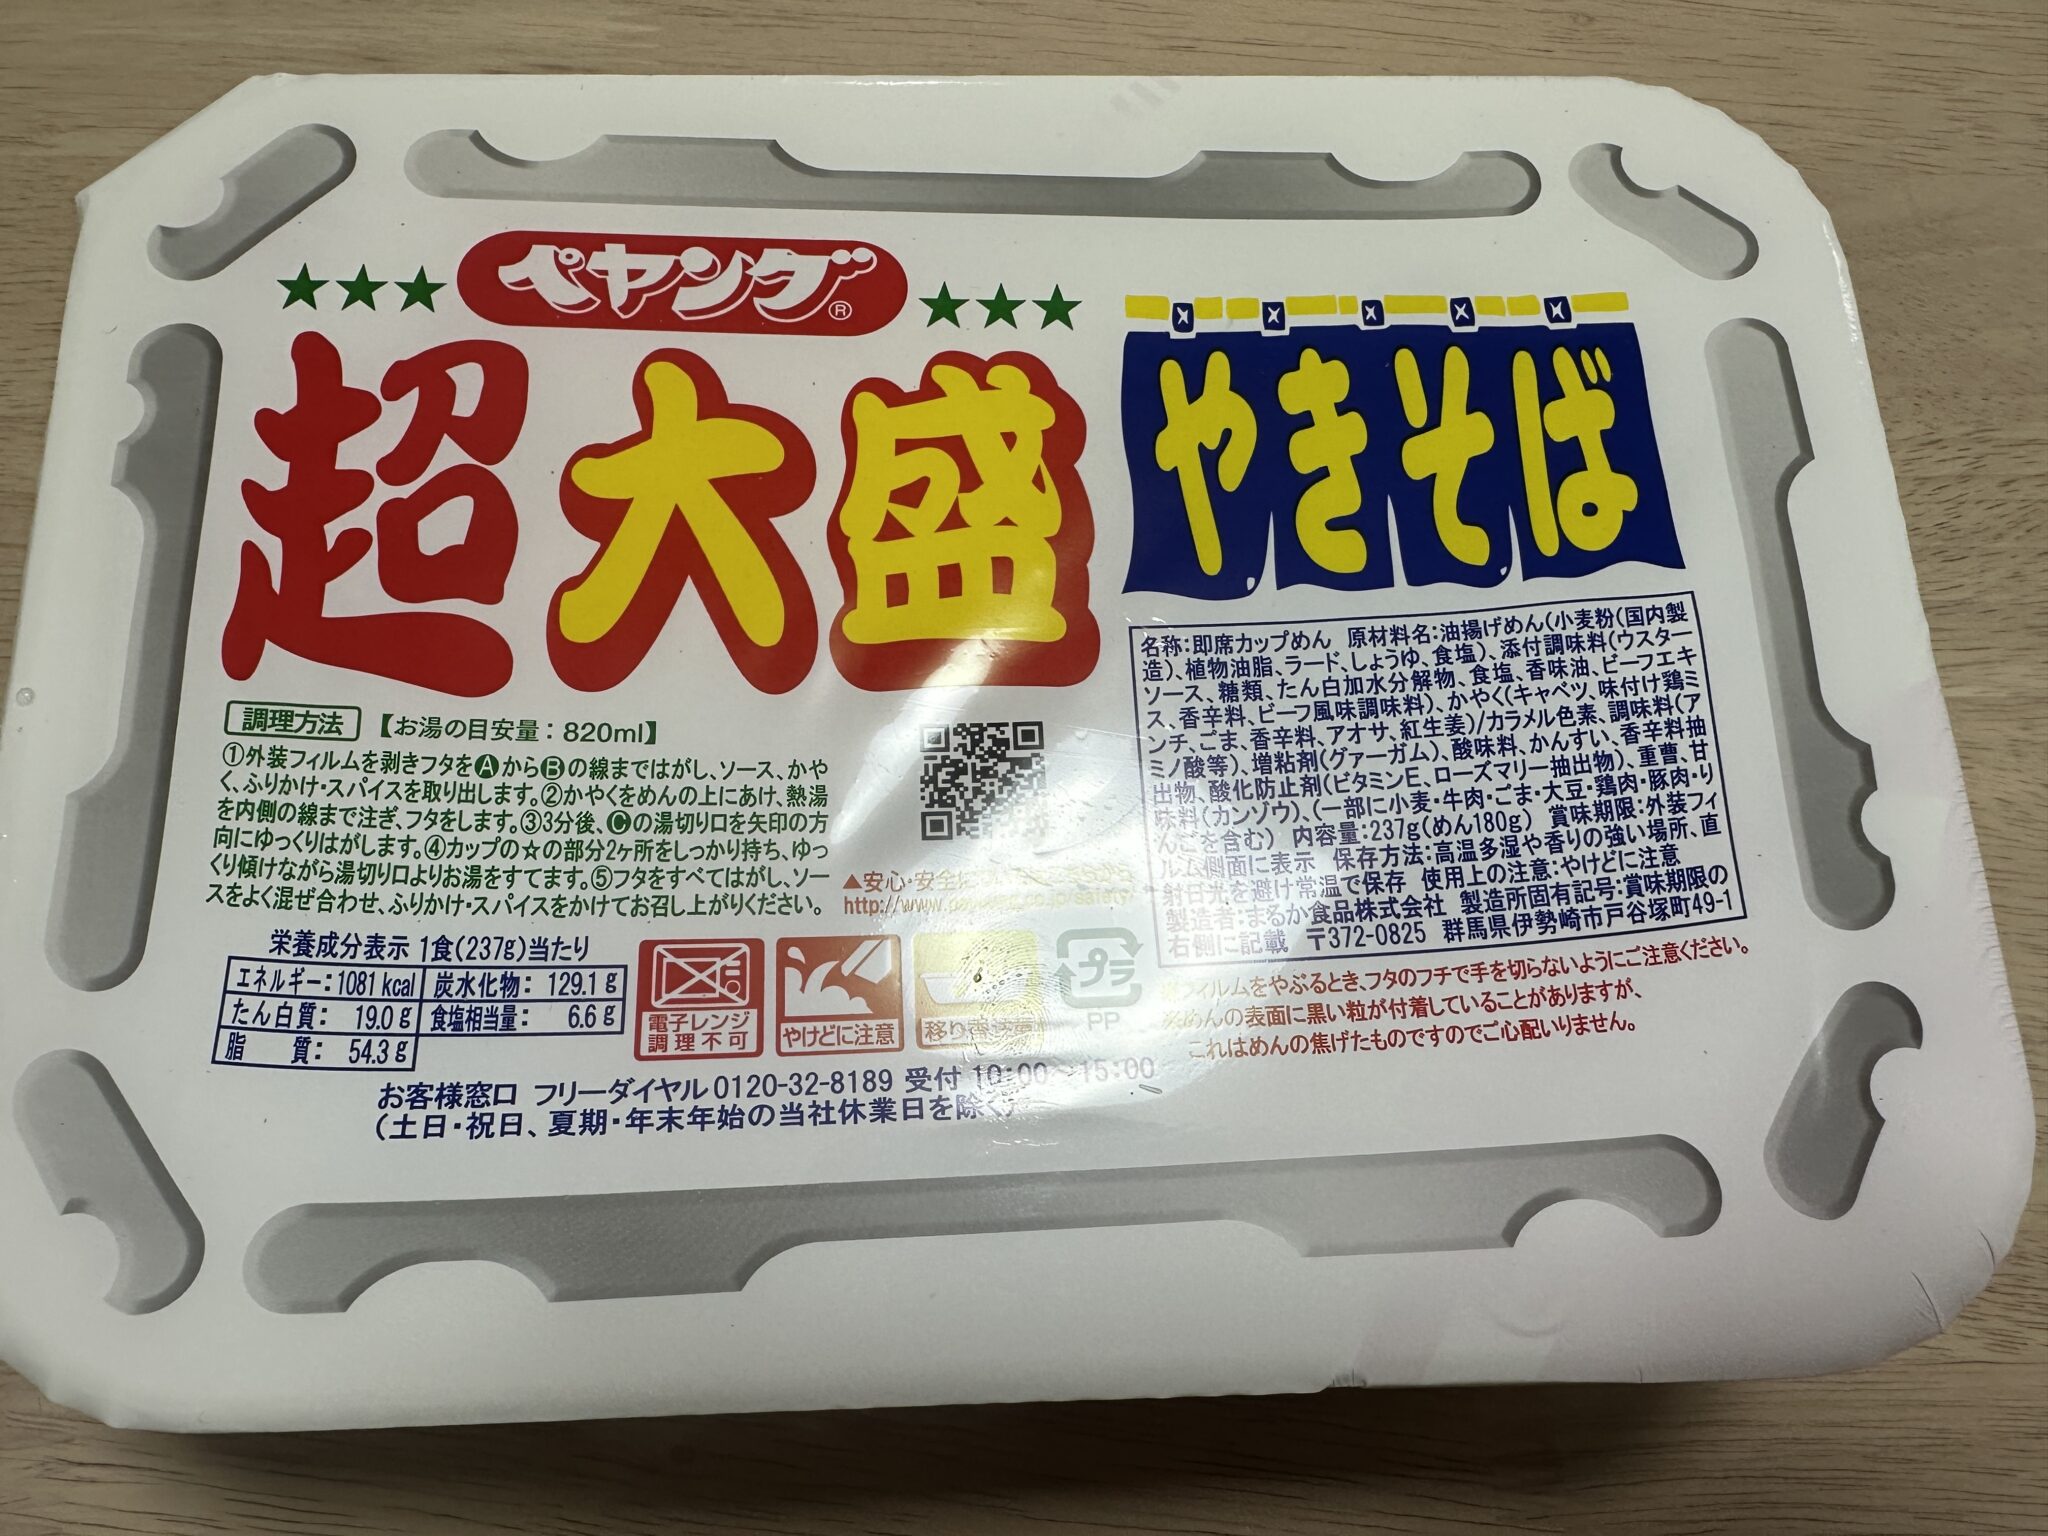 ★★★ ペヤング® ★★★
超大盛
やきそば
調理方法 【お湯の目安量：820ml】
①外装フィルムを剥きフタをⒶからⒷの線まではがし、ソース、かや
く、ふりかけ・スパイスを取り出します。②かやくをめんの上にあけ、熱湯
を内側の線まで注ぎ、フタをします。③3分後、Ⓒの湯切り口を矢印の方
向にゆっくりはがします。④カップの☆の部分2ヶ所をしっかり持ち、ゆっ
くり傾けながら湯切り口よりお湯をすてます。⑤フタをすべてはがし、ソー
スをよく混ぜ合わせ、ふりかけ・スパイスをかけてお召し上がりください。
▲安心・安全に
http://www.peyoung.co.jp/safety/
名称：即席カップめん 原材料名：油揚げめん（小麦粉（国内製
造）、植物油脂、ラード、しょうゆ、食塩）、添付調味料（ウスター
ソース、糖類、たん白加水分解物、食塩、香味油、ビーフエキ
ス、香辛料、ビーフ風味調味料）、かやく（キャベツ、味付け鶏ミ
ンチ、ごま、香辛料、アオサ、紅生姜）/カラメル色素、調味料（ア
ミノ酸等）、増粘剤（グァーガム）、酸味料、かんすい、香辛料抽
出物、酸化防止剤（ビタミンE、ローズマリー抽出物）、重曹、甘
味料（カンゾウ）、（一部に小麦・牛肉・ごま・大豆・鶏肉・豚肉・り
んごを含む） 内容量：237g（めん180g） 賞味期限：外装フィ
ルム側面に表示 保存方法：高温多湿や香りの強い場所、直
射日光を避け常温で保存 使用上の注意：やけどに注意
製造者：まるか食品株式会社 製造所固有記号：賞味期限の
右側に記載 〒372-0825 群馬県伊勢崎市戸谷塚町49-1
栄養成分表示 1食（237g）当たり
エネルギー：1081kcal 炭水化物：129.1g
たん白質：19.0g 食塩相当量：6.6g
脂質：54.3g
電子レンジ
調理不可
やけどに注意
移り香注意
プラ
PP
※フィルムをやぶるとき、フタのフチで手を切らないようにご注意ください。
※めんの表面に黒い粒が付着していることがありますが、
これはめんの焦げたものですのでご心配いりません。
お客様窓口 フリーダイヤル0120-32-8189 受付 10:00〜15:00
（土日・祝日、夏期・年末年始の当社休業日を除く）